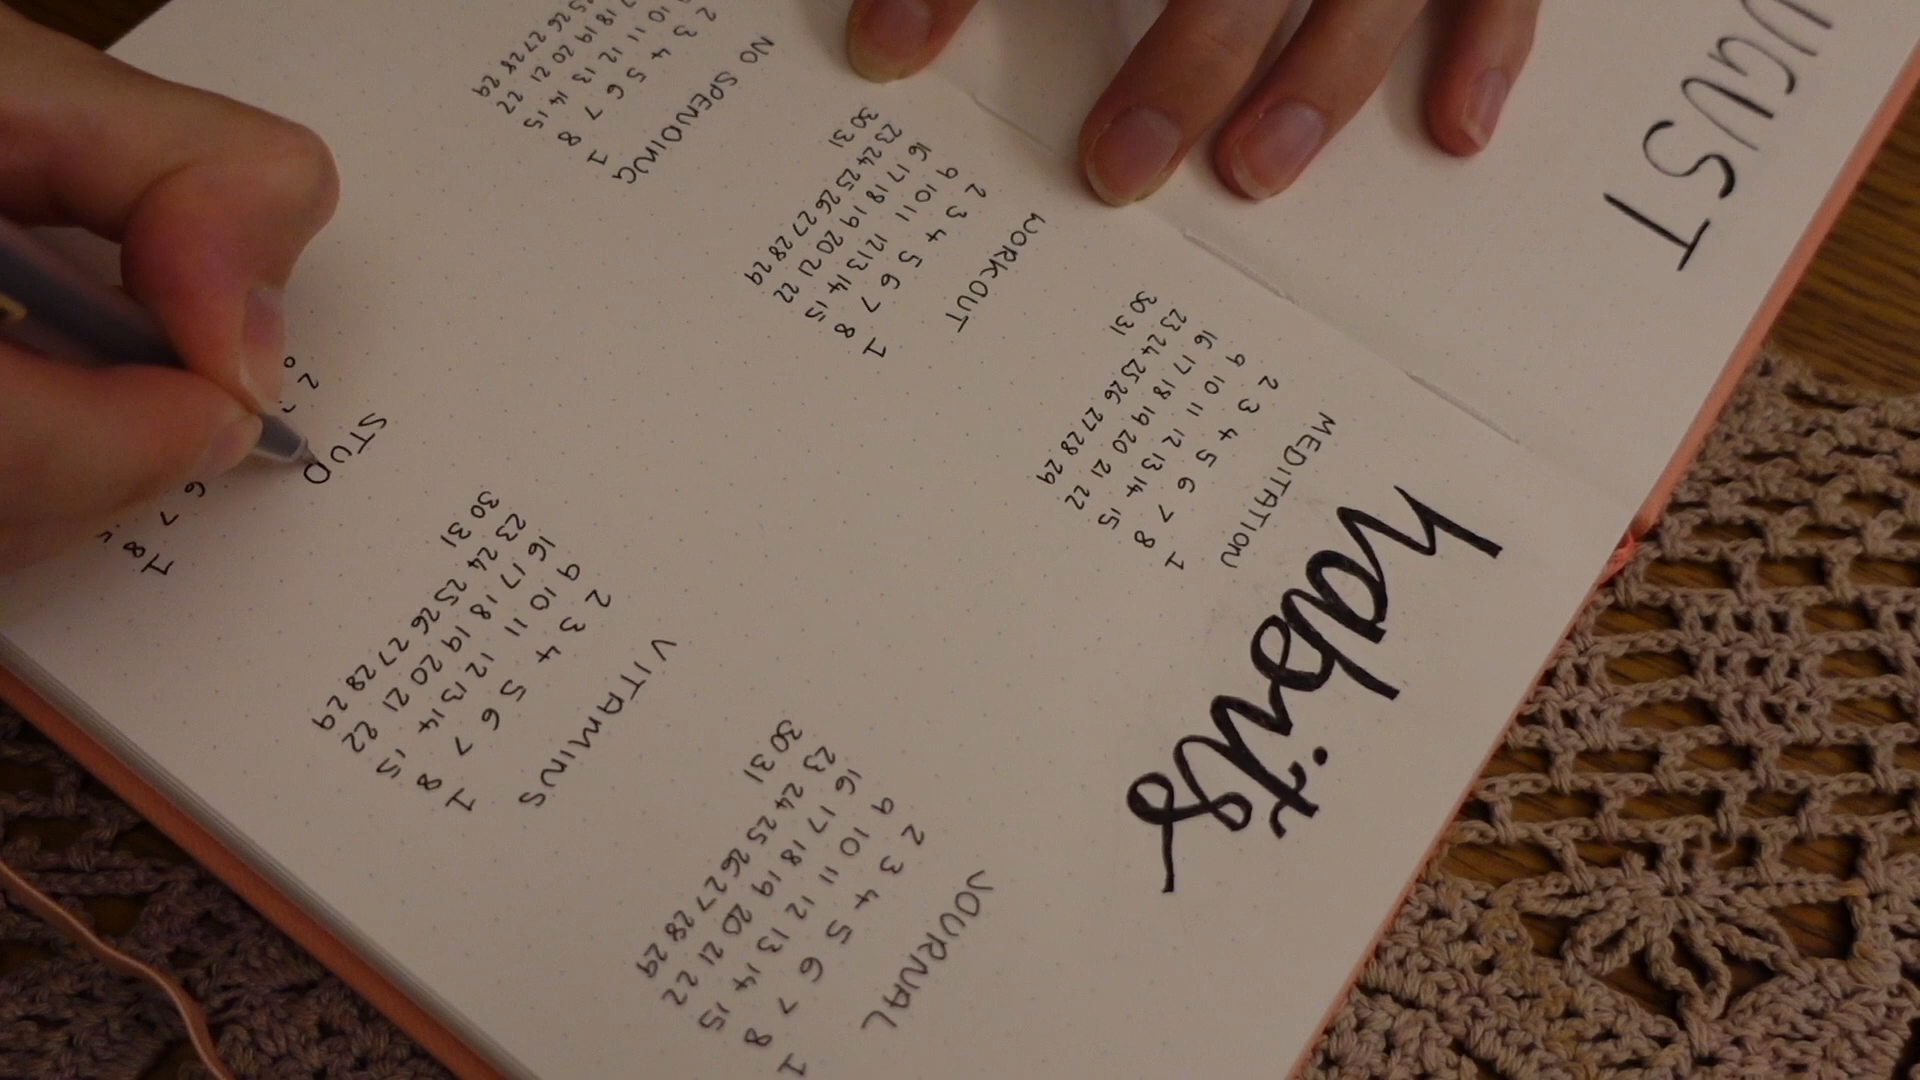 UGUST
habits
MEDITATION
1
2 3 4 5 6 7 8
9 10 11 12 13 14 15
16 17 18 19 20 21 22
23 24 25 26 27 28 29
30 31
JOURNAL
1
2 3 4 5 6 7 8
9 10 11 12 13 14 15
16 17 18 19 20 21 22
23 24 25 26 27 28 29
30 31
WORKOUT
1
2 3 4 5 6 7 8
9 10 11 12 13 14 15
16 17 18 19 20 21 22
23 24 25 26 27 28 29
30 31
VITAMINS
1
2 3 4 5 6 7 8
9 10 11 12 13 14 15
16 17 18 19 20 21 22
23 24 25 26 27 28 29
30 31
NO SPENDING
1
2 3 4 5 6 7 8
10 11 12 13 14 15
18 19 20 21 22
26 27 28 29
STUD
1
2 6 7 8